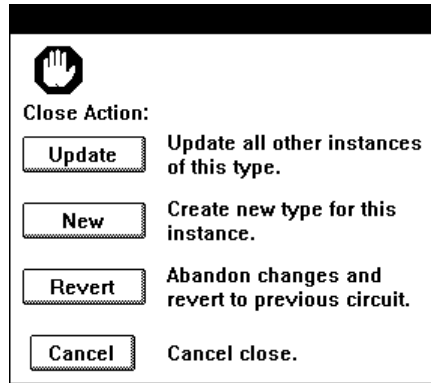 Close Action:
Update
Update all other instances
of this type.
New
Create new type for this
instance.
Revert
Abandon changes and
revert to previous circuit.
Cancel
Cancel close.